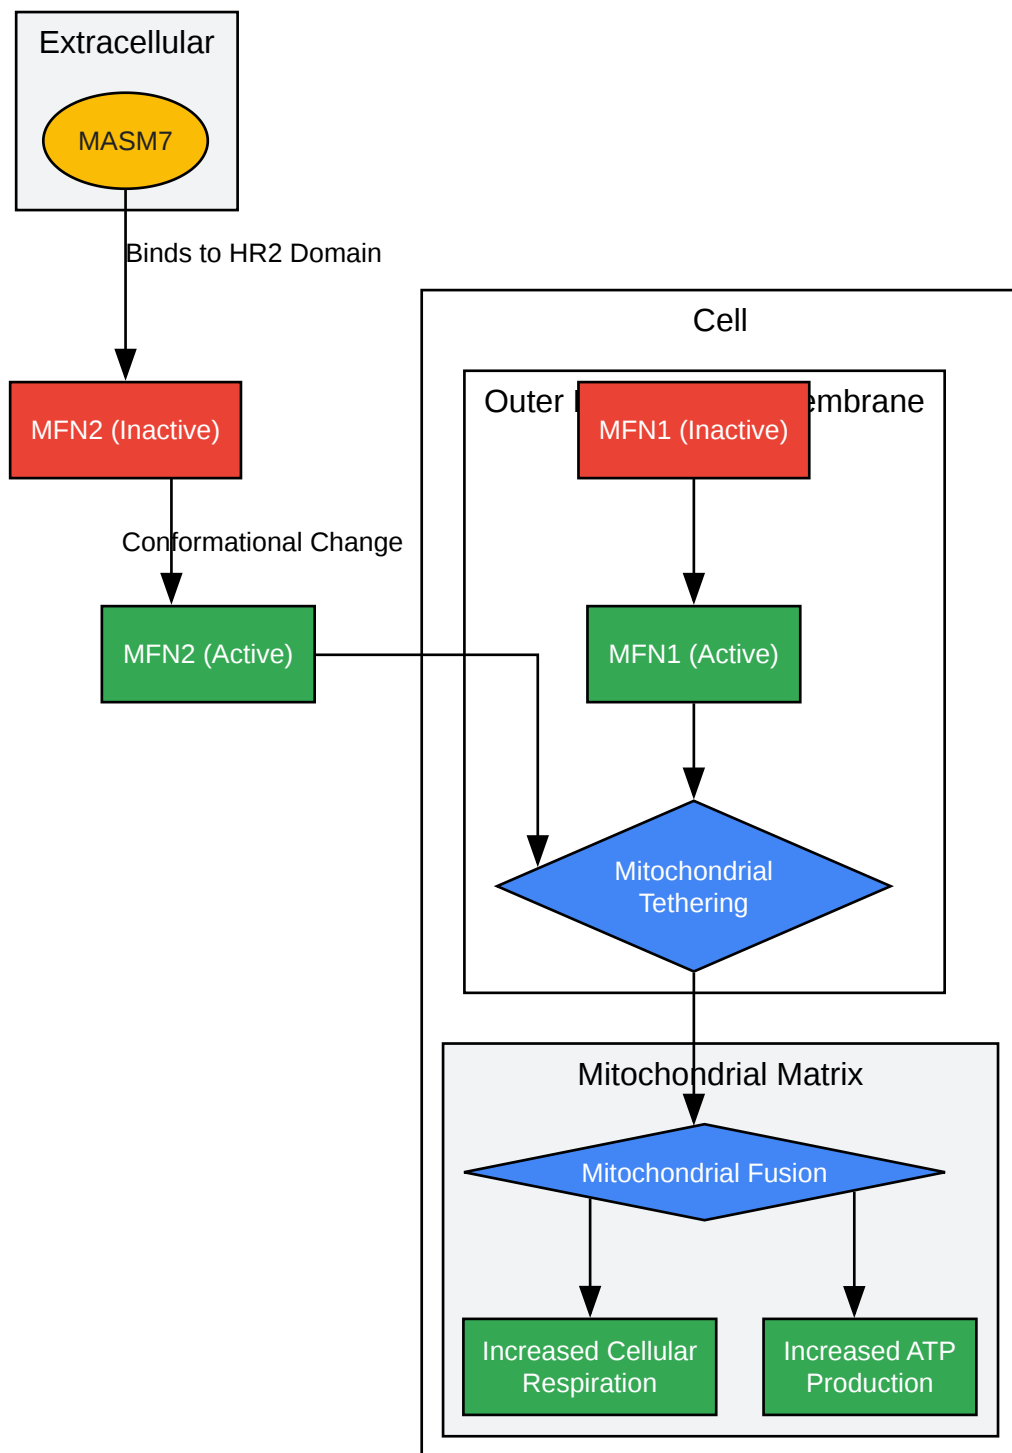 Extracellular
MASM7
Binds to HR2 Domain
Cell
Outer
embrane
MFN2 (Inactive)
MFN1 (Inactive)
Conformational Change
MFN2 (Active)
MFN1 (Active)
Mitochondrial
Tethering
Mitochondrial Matrix
Mitochondrial Fusion
Increased Cellular
Respiration
Increased ATP
Production